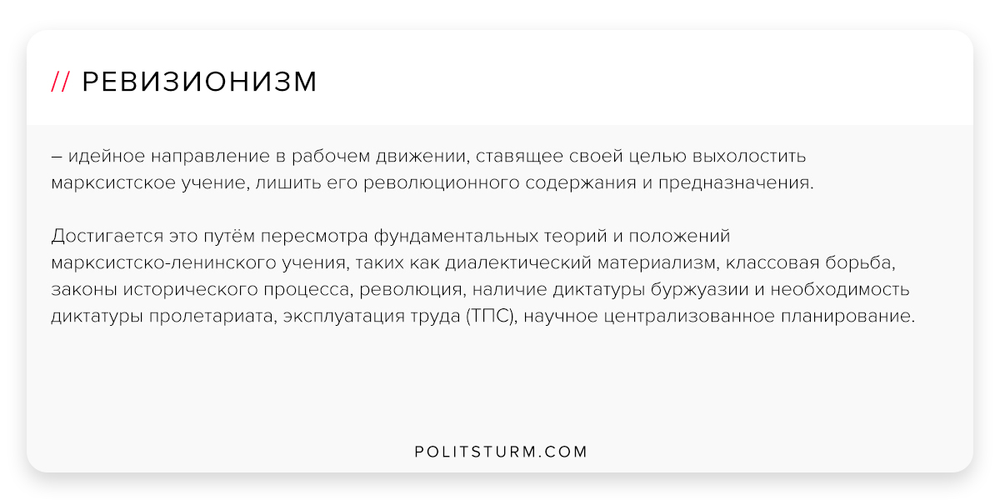 // РЕВИЗИОНИЗМ
– идейное направление в рабочем движении, ставящее своей целью выхолостить
марксистское учение, лишить его революционного содержания и предназначения.
Достигается это путём пересмотра фундаментальных теорий и положений
марксистско-ленинского учения, таких как диалектический материализм, классовая борьба,
законы исторического процесса, революция, наличие диктатуры буржуазии и необходимость
диктатуры пролетариата, эксплуатация труда (ТПС), научное централизованное планирование.
POLITSTURM.COM